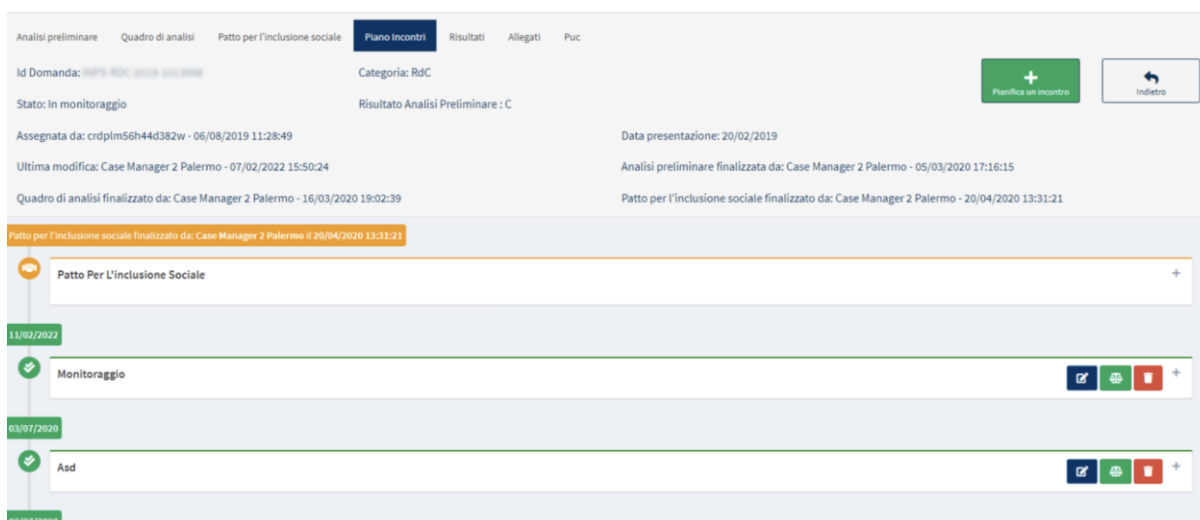 Analisi preliminare Quadro di analisi Patto per l'inclusione sociale Piano Incontri Risultati Allegati Puc
Id Domanda: Categoria: RdC
Pianifica un incontro Indietro
Stato: In monitoraggio Risultato Analisi Preliminare : C
Assegnata da: crdplm56h44d382w - 06/08/2019 11:28:49 Data presentazione: 20/02/2019
Ultima modifica: Case Manager 2 Palermo - 07/02/2022 15:50:24 Analisi preliminare finalizzata da: Case Manager 2 Palermo - 05/03/2020 17:16:15
Quadro di analisi finalizzato da: Case Manager 2 Palermo - 16/03/2020 19:02:39 Patto per l'inclusione sociale finalizzato da: Case Manager 2 Palermo - 20/04/2020 13:31:21
Patto per l'inclusione sociale finalizzato da: Case Manager 2 Palermo il 20/04/2020 13:31:21
Patto Per L'inclusione Sociale
11/02/2022
Monitoraggio
03/07/2020
Asd